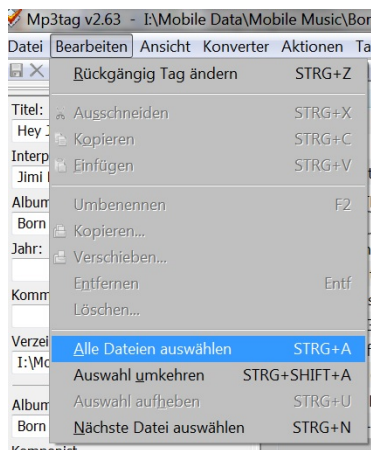 Mp3tag v2.63 - I:\Mobile Data\Mobile Music\Bor
Datei Bearbeiten Ansicht Konverter Aktionen Ta
Rückgängig Tag ändern STRG+Z
Titel:
Ausschneiden STRG+X
Hey
Kopieren STRG+C
Interp
Einfügen STRG+V
Jimi
Album
Umbenennen F2
Born
Kopieren...
Jahr:
Verschieben...
Entfernen Entf
Komm
Löschen...
Verzei
Alle Dateien auswählen STRG+A
I:\Mo
Auswahl umkehren STRG+SHIFT+A
Album
Auswahl aufheben STRG+U
Born
Nächste Datei auswählen STRG+N